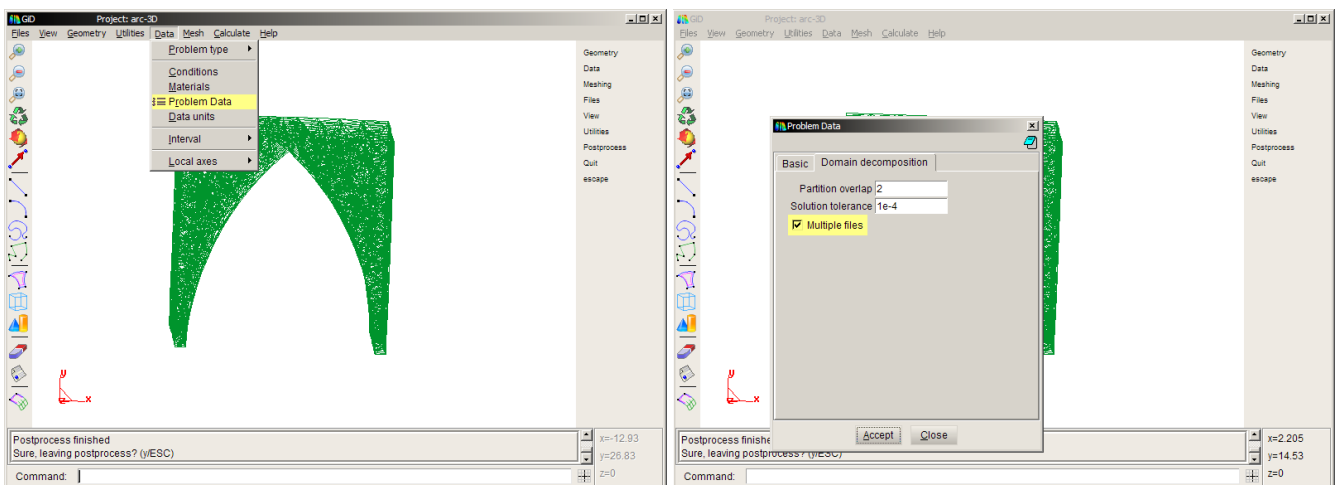 GiD Project: arc-3D
Files View Geometry Utilities Data Mesh Calculate Help
Problem type
Conditions
Materials
Problem Data
Data units
Interval
Local axes
Geometry
Data
Meshing
Files
View
Utilities
Postprocess
Quit
escape
y
z x
Postprocess finished
Sure, leaving postprocess? (y/ESC)
Command:
x=-12.93
y=26.83
z=0
GiD Project: arc-3D
Files View Geometry Utilities Data Mesh Calculate Help
Problem Data
Basic Domain decomposition
Partition overlap 2
Solution tolerance 1e-4
Multiple files
Accept Close
Geometry
Data
Meshing
Files
View
Utilities
Postprocess
Quit
escape
y
z x
Postprocess finishe
Sure, leaving postprocess? (y/ESC)
Command:
x=2.205
y=14.53
z=0